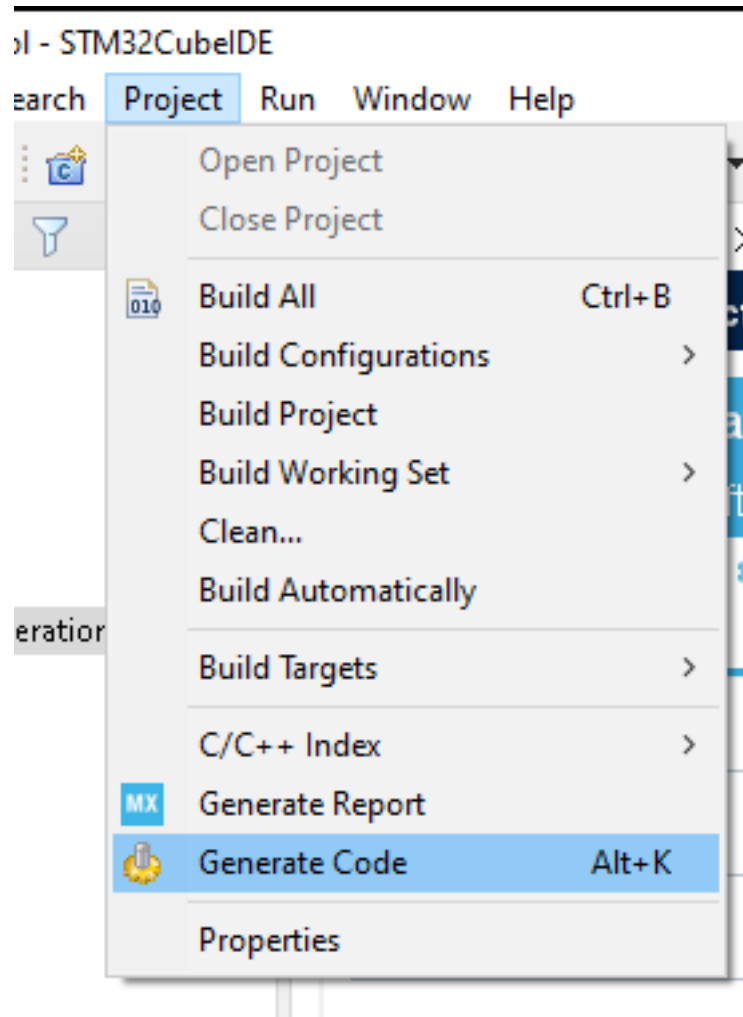 ol - STM32CubeIDE
earch Project Run Window Help
Open Project
Close Project
Build All Ctrl+B
Build Configurations
Build Project
Build Working Set
Clean...
Build Automatically
eration
Build Targets
C/C++ Index
MX Generate Report
Generate Code Alt+K
Properties